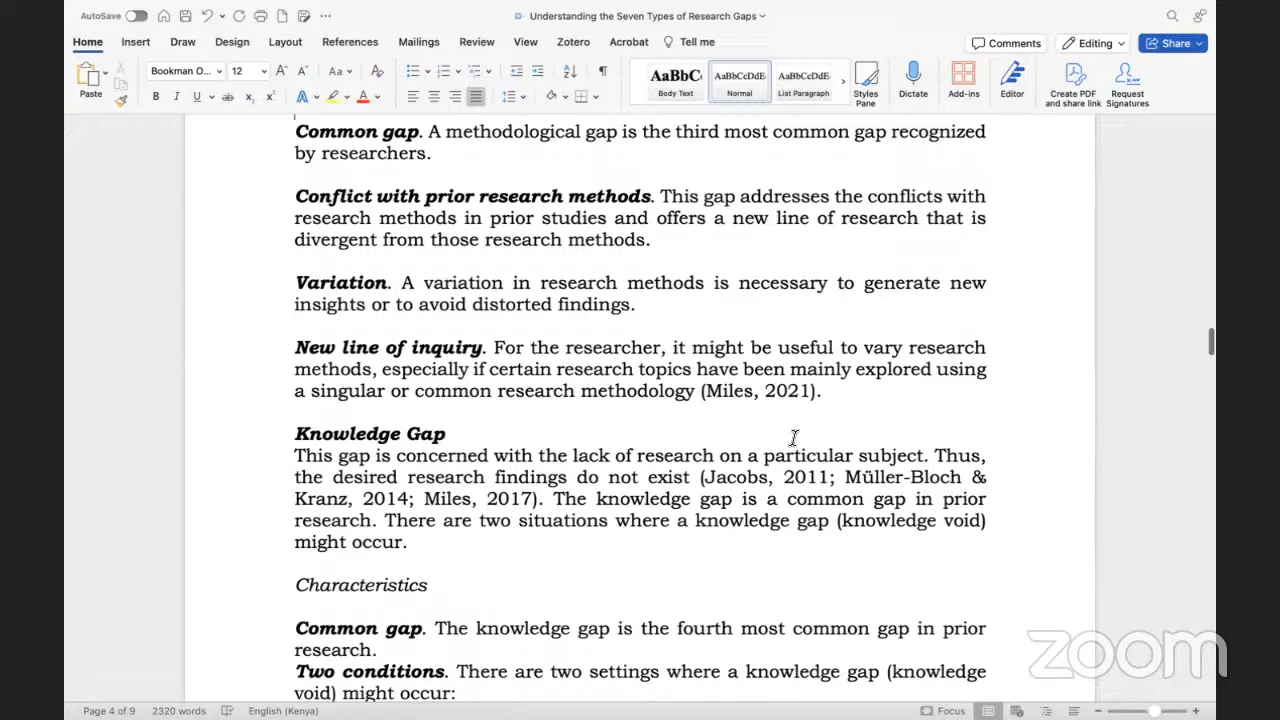 AutoSave
Understanding the Seven Types of Research Gaps
Home Insert Draw Design Layout References Mailings Review View Zotero Acrobat Tell me
Comments Editing Share
Paste
Bookman O... 12
AaBbC AaBbCcDdE AaBbCcDdE
Body Text Normal List Paragraph
Styles Pane
Dictate
Add-ins
Editor
Create PDF and share link
Request Signatures
Common gap. A methodological gap is the third most common gap recognized
by researchers.
Conflict with prior research methods. This gap addresses the conflicts with
research methods in prior studies and offers a new line of research that is
divergent from those research methods.
Variation. A variation in research methods is necessary to generate new
insights or to avoid distorted findings.
New line of inquiry. For the researcher, it might be useful to vary research
methods, especially if certain research topics have been mainly explored using
a singular or common research methodology (Miles, 2021).
Knowledge Gap
This gap is concerned with the lack of research on a particular subject. Thus,
the desired research findings do not exist (Jacobs, 2011; Müller-Bloch &
Kranz, 2014; Miles, 2017). The knowledge gap is a common gap in prior
research. There are two situations where a knowledge gap (knowledge void)
might occur.
Characteristics
Common gap. The knowledge gap is the fourth most common gap in prior
research.
Two conditions. There are two settings where a knowledge gap (knowledge
void) might occur:
zoom
Page 4 of 9 2320 words English (Kenya) Focus